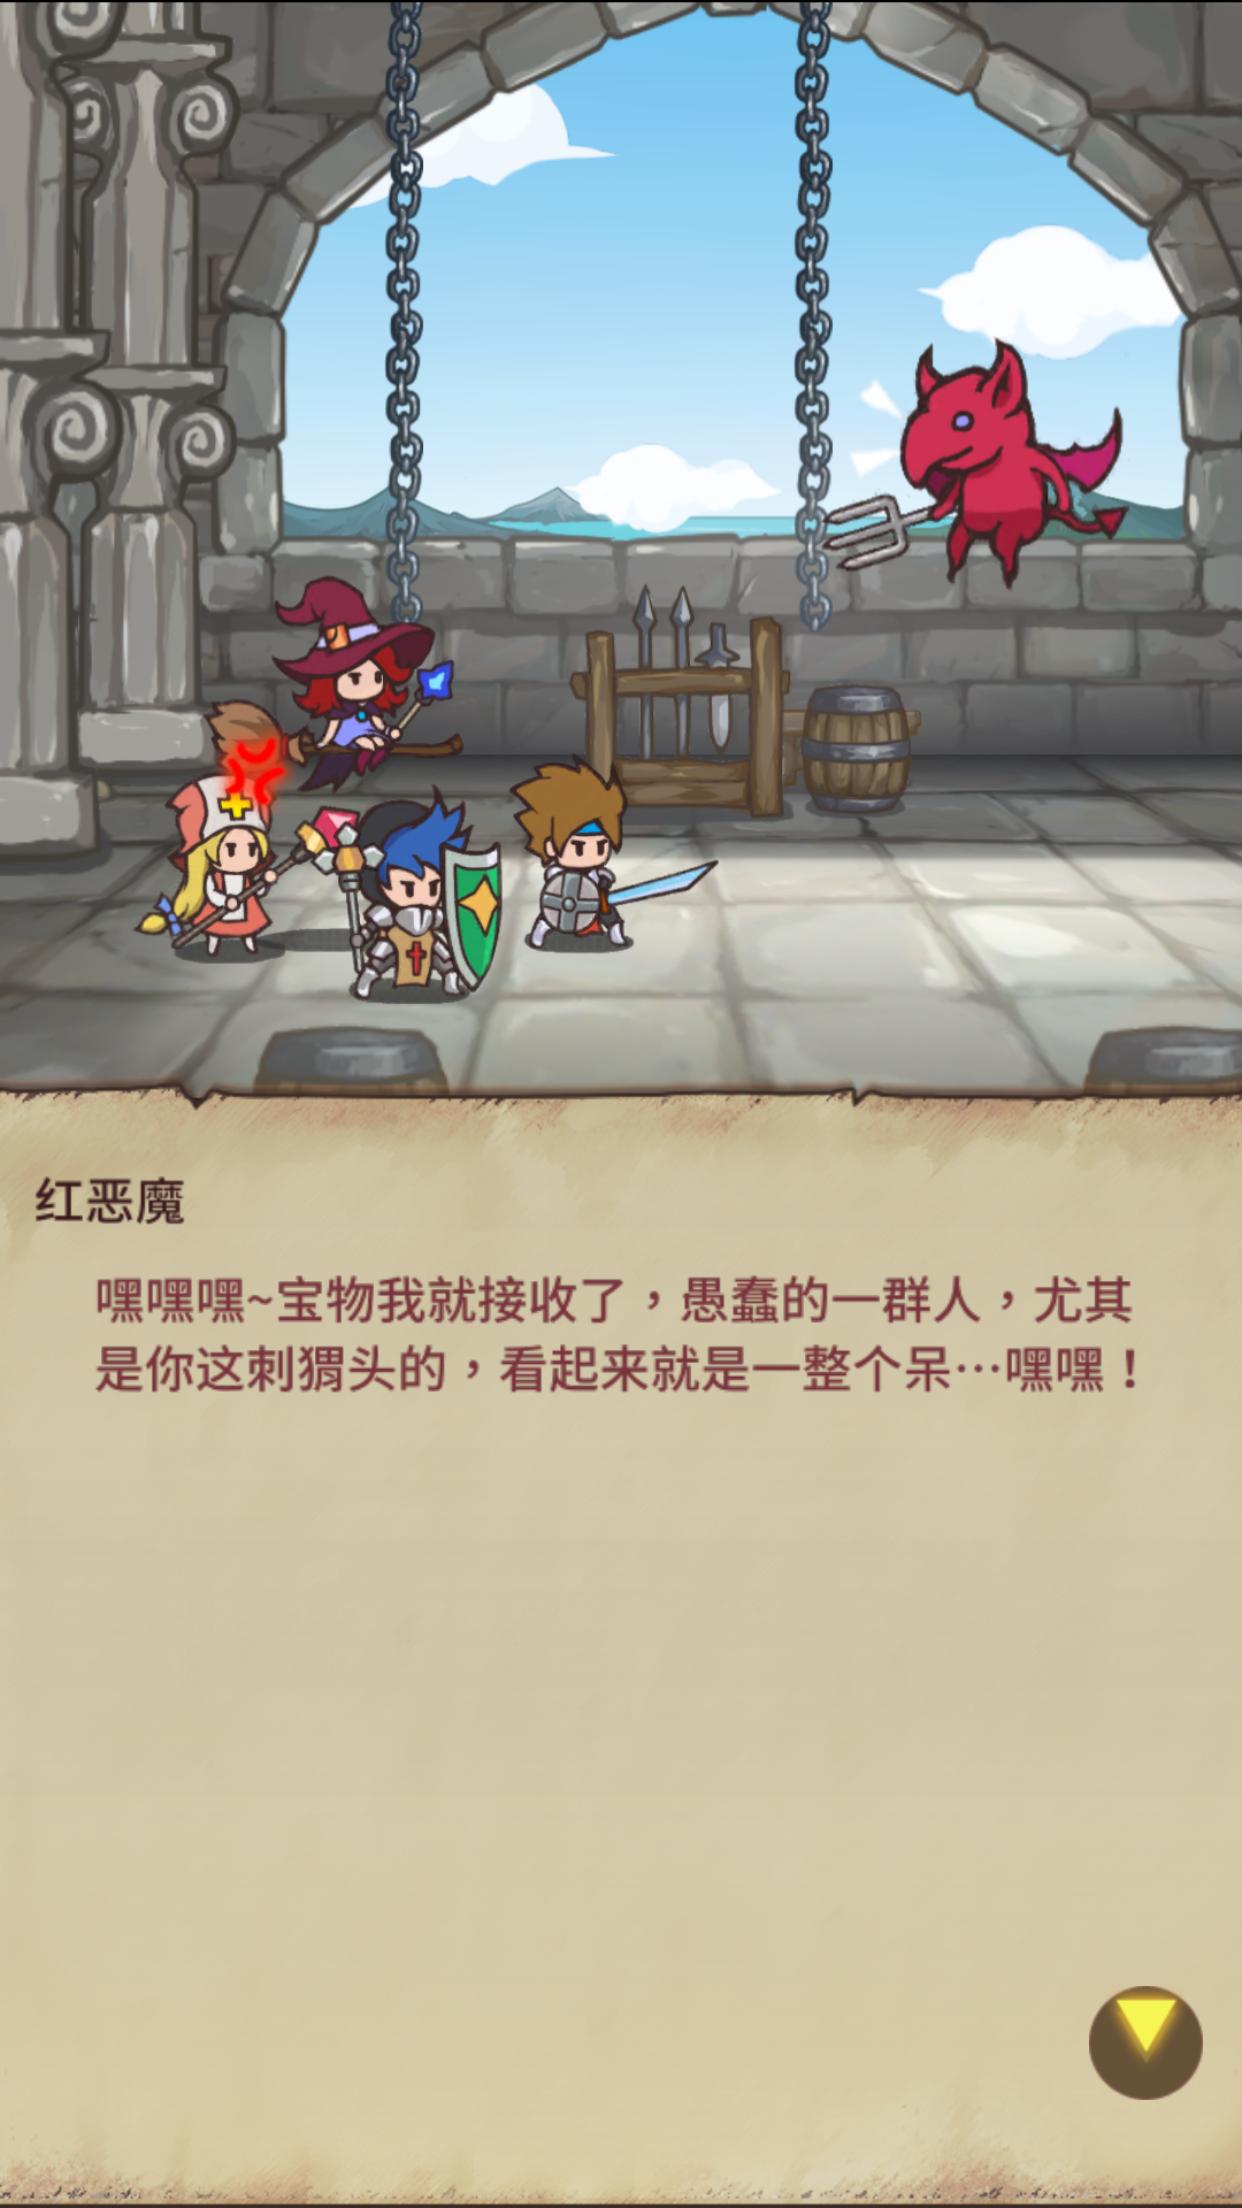 红恶魔
嘿嘿嘿~宝物我就接收了，愚蠢的一群人，尤其
是你这刺猬头的，看起来就是一整个呆…嘿嘿！